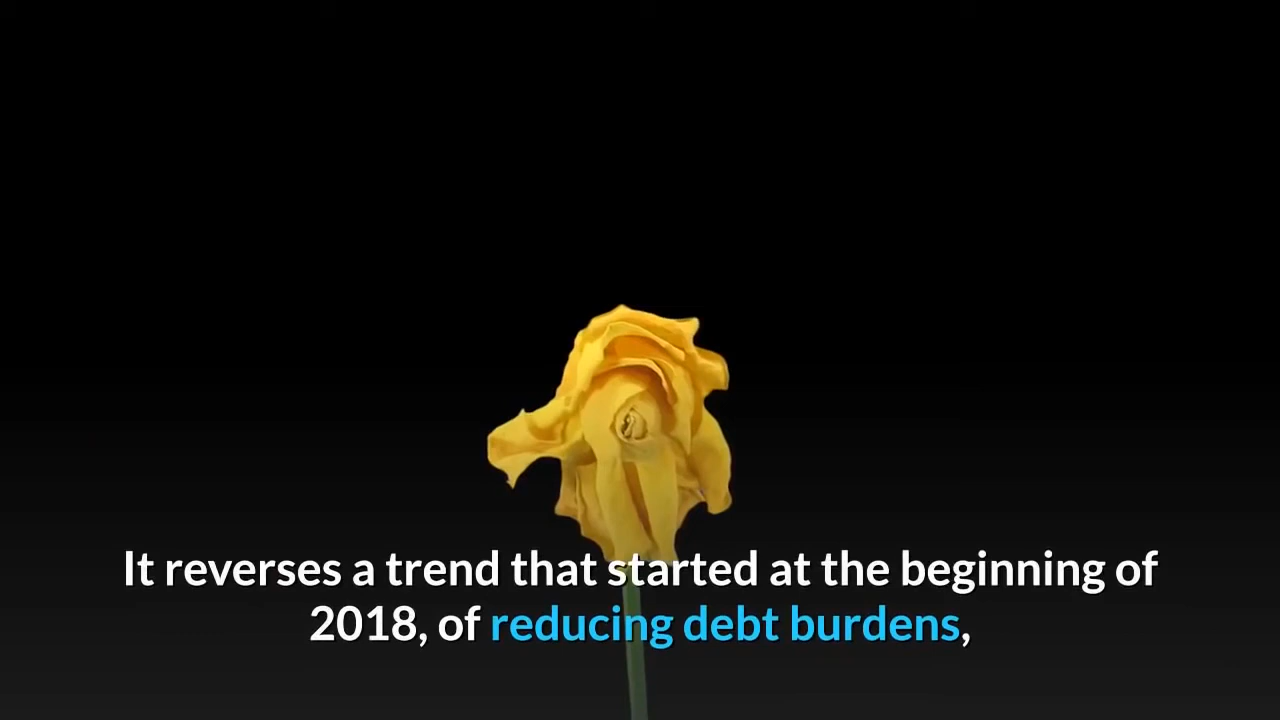 It reverses a trend that started at the beginning of
2018, of reducing debt burdens,